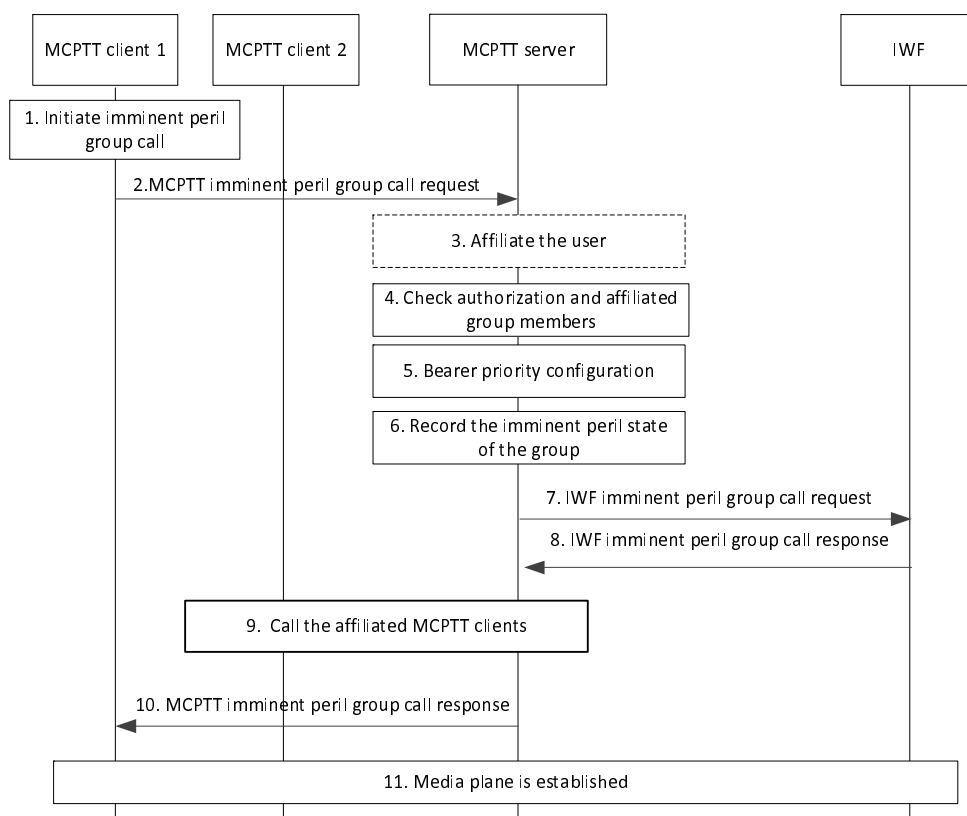 MCPTT client 1
MCPTT client 2
MCPTT server
IWF
1. Initiate imminent peril
group call
2.MCPTT imminent peril group call request
3. Affiliate the user
4. Check authorization and affiliated
group members
5. Bearer priority configuration
6. Record the imminent peril state
of the group
7. IWF imminent peril group call request
8. IWF imminent peril group call response
9. Call the affiliated MCPTT clients
10. MCPTT imminent peril group call response
11. Media plane is established